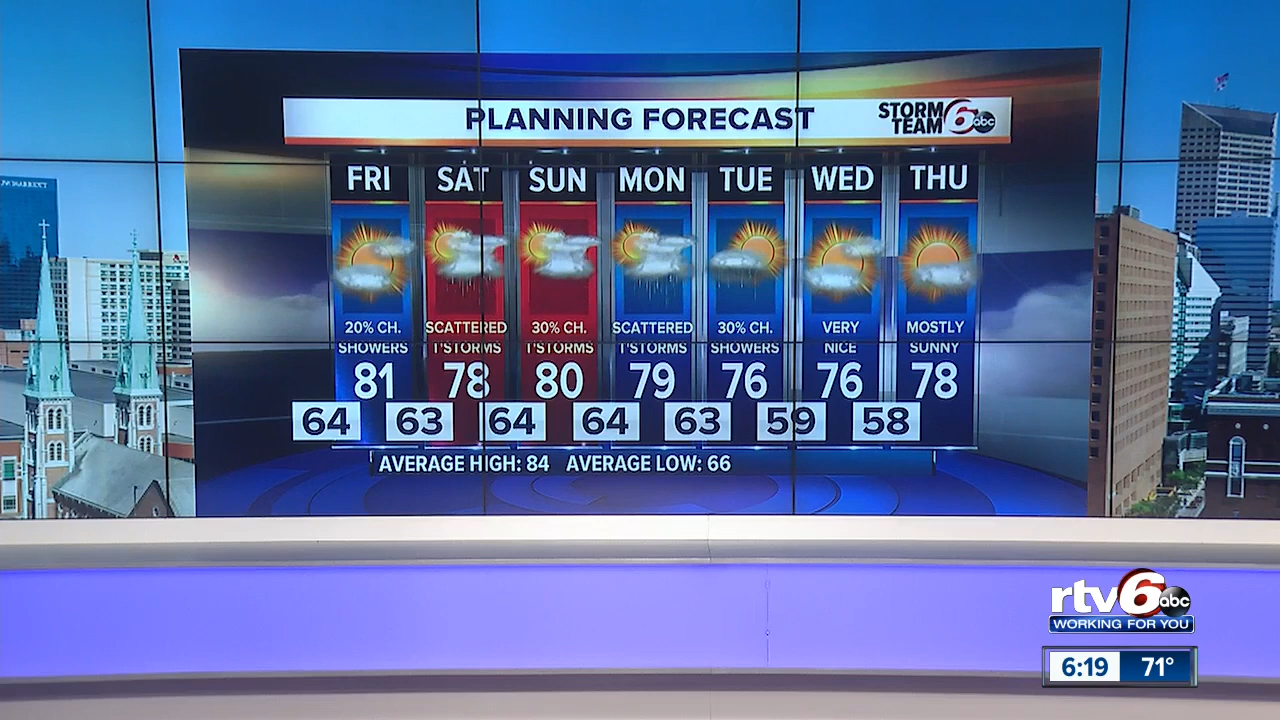 PLANNING FORECAST
STORM TEAM 6 abc
FRI SAT SUN MON TUE WED THU
20% CH. SCATTERED 30% CH. SCATTERED 30% CH. VERY MOSTLY
SHOWERS T'STORMS T'STORMS T'STORMS SHOWERS NICE SUNNY
81 78 80 79 76 76 78
64 63 64 64 63 59 58
AVERAGE HIGH: 84 AVERAGE LOW: 66
rtv6 abc
WORKING FOR YOU
6:19 71°